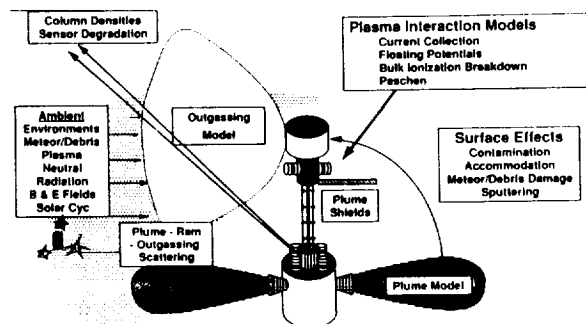 Column Densities
Sensor Degradation
Plasma Interaction Models
Current Collection
Floating Potentials
Bulk Ionization Breakdown
Paschen
Ambient
Environments
Meteor/Debris
Plasma
Neutral
Radiation
B & E Fields
Solar Cyc
Outgassing
Model
Surface Effects
Contamination
Accommodation
Meteor/Debris Damage
Sputtering
Plume
Shields
Plume - Ram
- Outgassing
Scattering
Plume Model